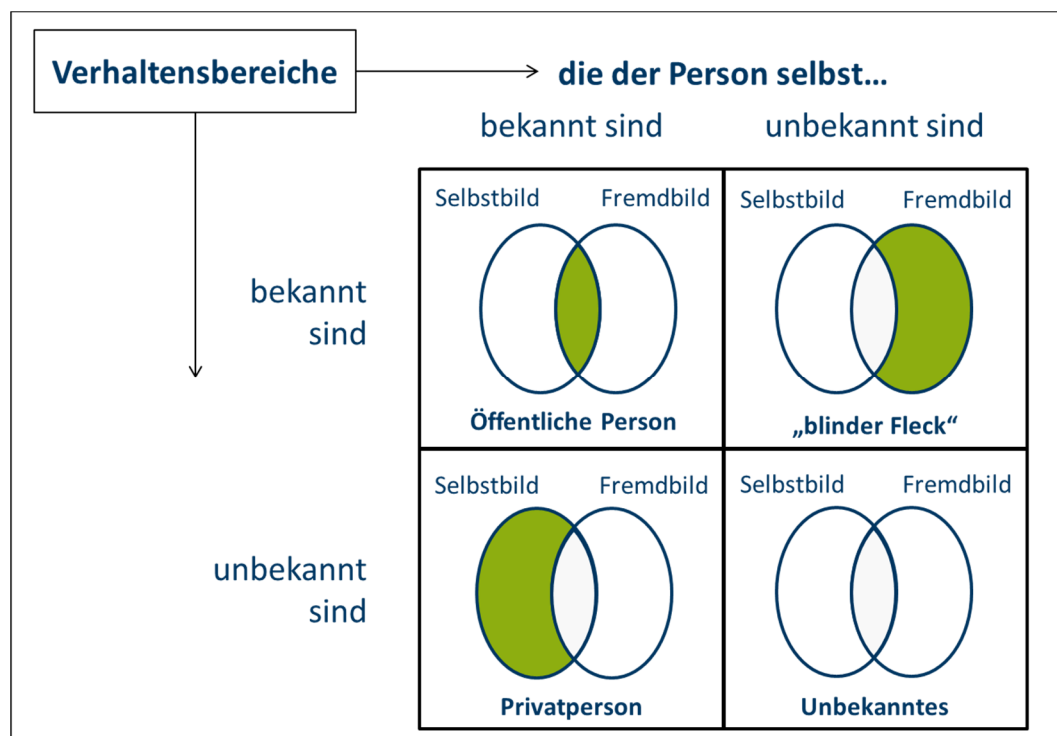 Verhaltensbereiche
die der Person selbst...
bekannt sind
unbekannt sind
bekannt
sind
Selbstbild Fremdbild
Öffentliche Person
Selbstbild Fremdbild
„blinder Fleck“
unbekannt
sind
Selbstbild Fremdbild
Privatperson
Selbstbild Fremdbild
Unbekanntes